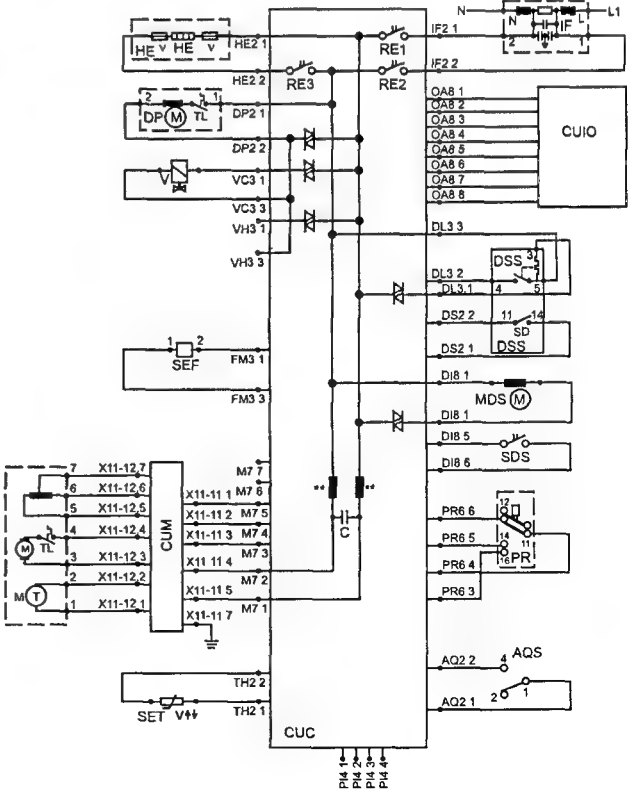 N
L1
N
L
IF
2
1
HE
V
HE
V
HE2 1
HE2 2
RE1
RE2
RE3
IF2 1
IF2 2
2
1
DP
M
TL
DP2 1
DP2 2
V
VC3 1
VC3 3
VH3 1
VH3 3
OA8 1
OA8 2
OA8 3
OA8 4
OA8 5
OA8 6
OA8 7
OA8 8
CUIO
DL3 3
DSS
3
4
5
DL3 2
DL3.1
DS2 2
11
14
SD
DSS
DS2 1
1
2
SEF
FM3 1
FM3 3
DI8 1
MDS
M
DI8 1
DI8 5
SDS
DI8 6
7
X11-12,7
6
X11-12,6
5
X11-12,5
4
X11-12,4
3
X11-12,3
2
X11-12,2
1
X11-12,1
M
TL
M
T
CUM
X11-11 1
X11-11 2
X11-11 3
X11 11 4
X11-11 5
X11-11 7
M7 7
M7 6
M7 5
M7 4
M7 3
M7 2
M7 1
**
**
C
PR6 6
PR6 5
PR6 4
PR6 3
12
14
11
16
PR
AQ2 2
4
AQS
2
1
AQ2 1
TH2 2
TH2 1
SET
V
CUC
PI4 1
PI4 2
PI4 3
PI4 4